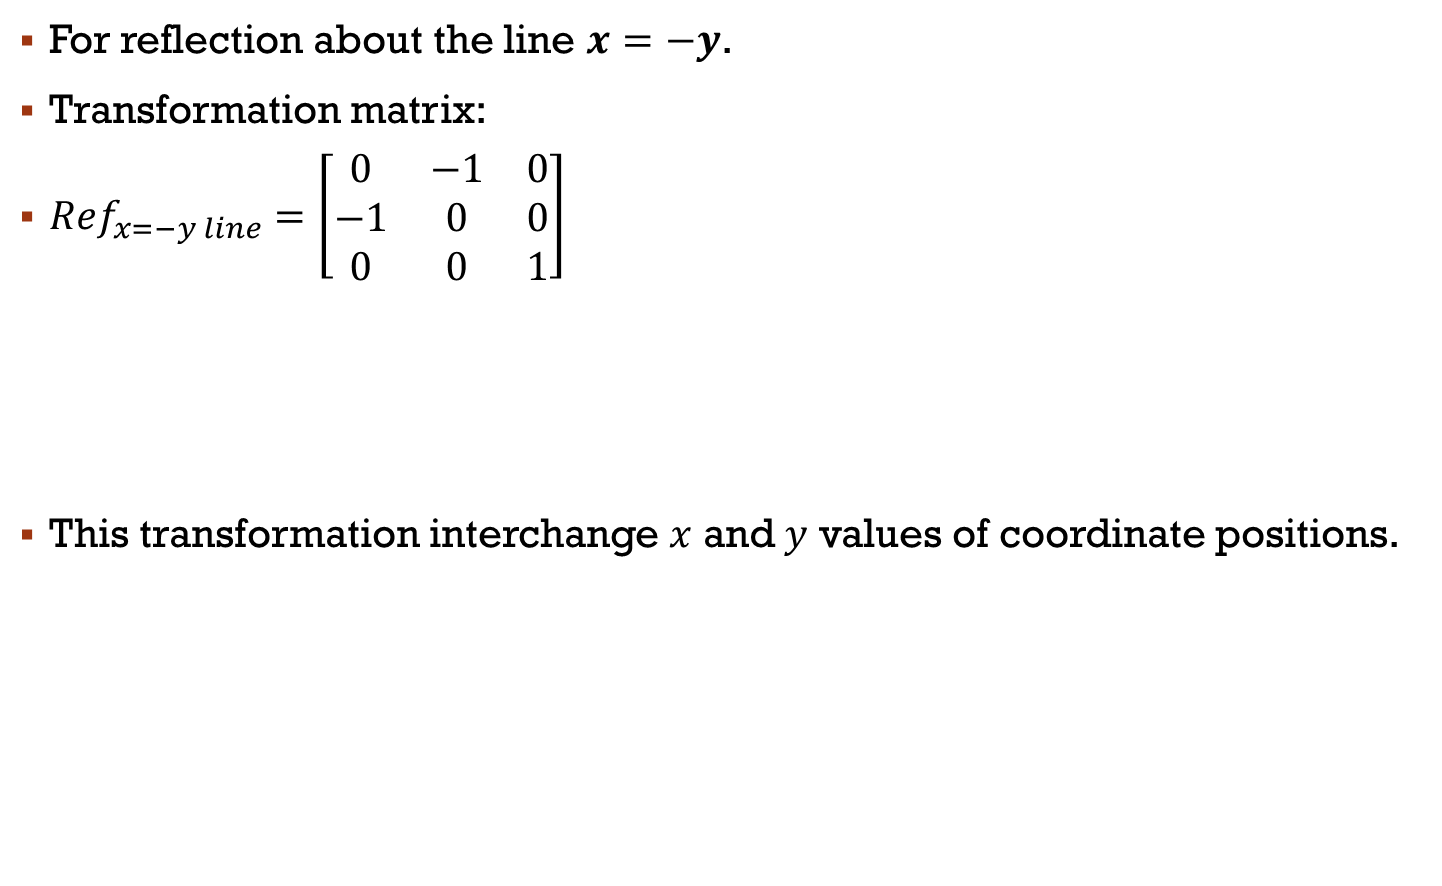 ▪ For reflection about the line x = −y.
▪ Transformation matrix:
▪ Ref_{x=−y line} = [0 −1 0
−1 0 0
0 0 1]
▪ This transformation interchange x and y values of coordinate positions.